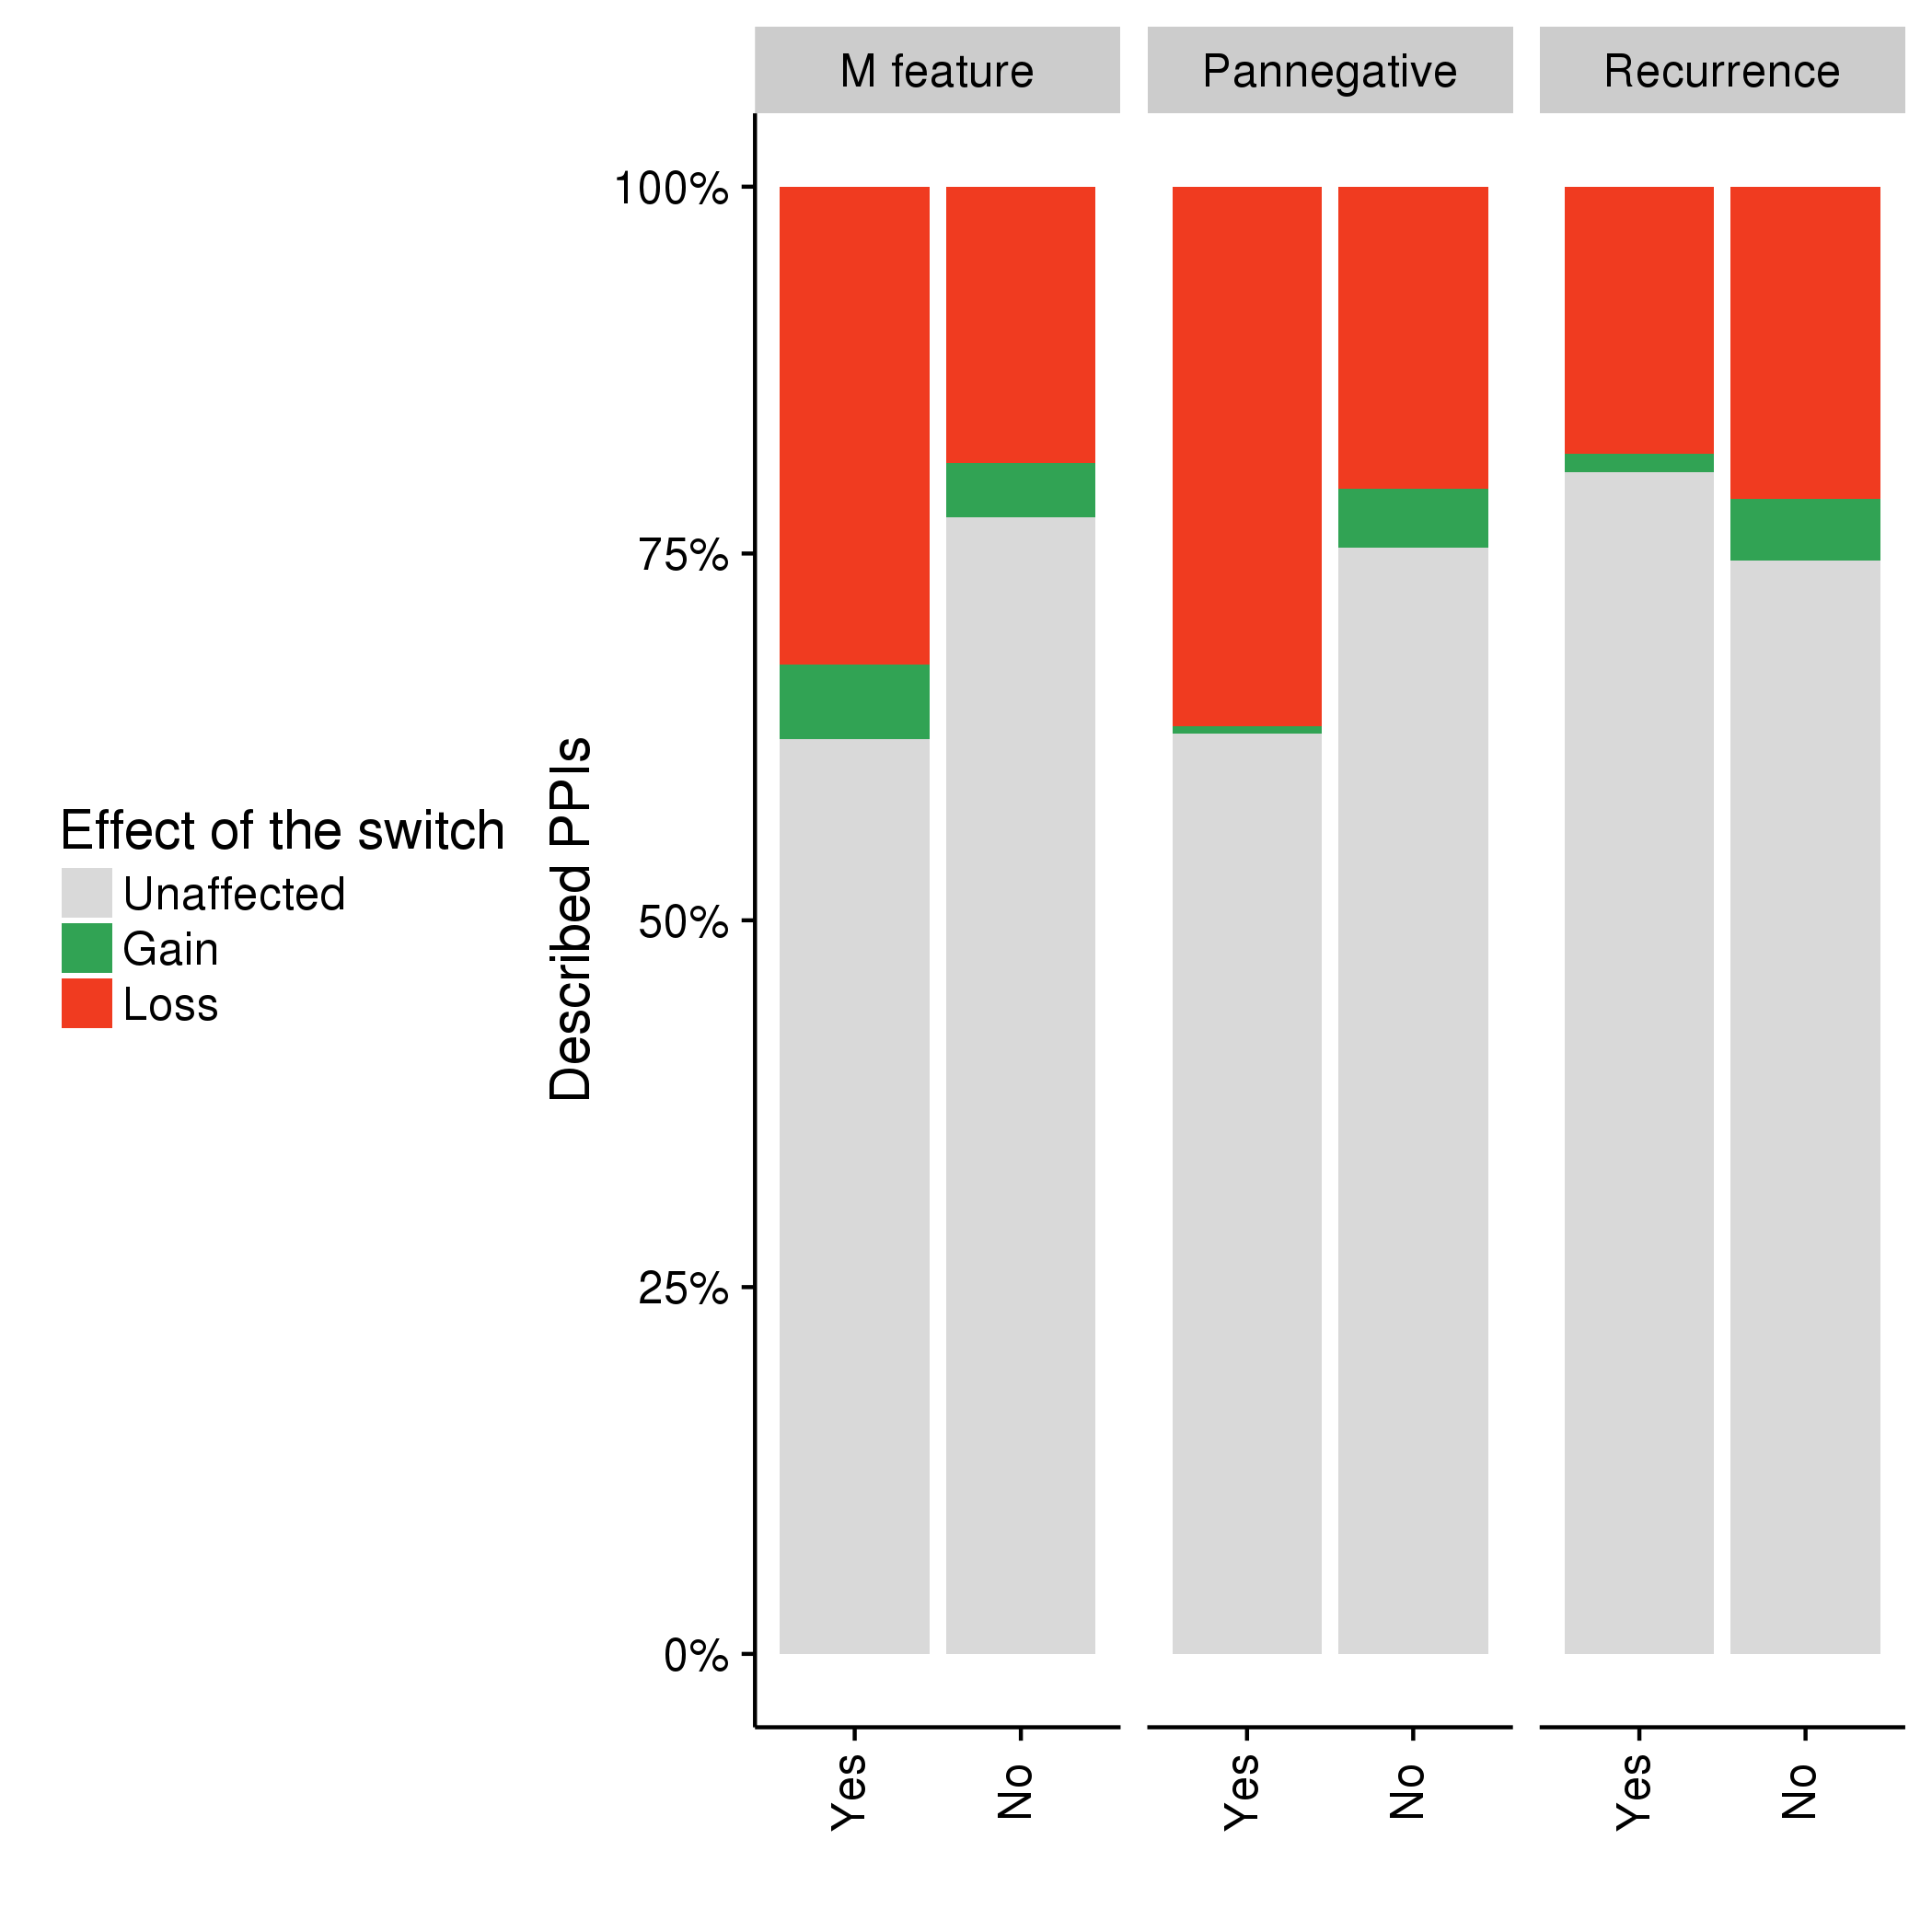 M feature
Pannegative
Recurrence
100%
75%
50%
25%
0%
Described PPIs
Effect of the switch
Unaffected
Gain
Loss
Yes
No
Yes
No
Yes
No